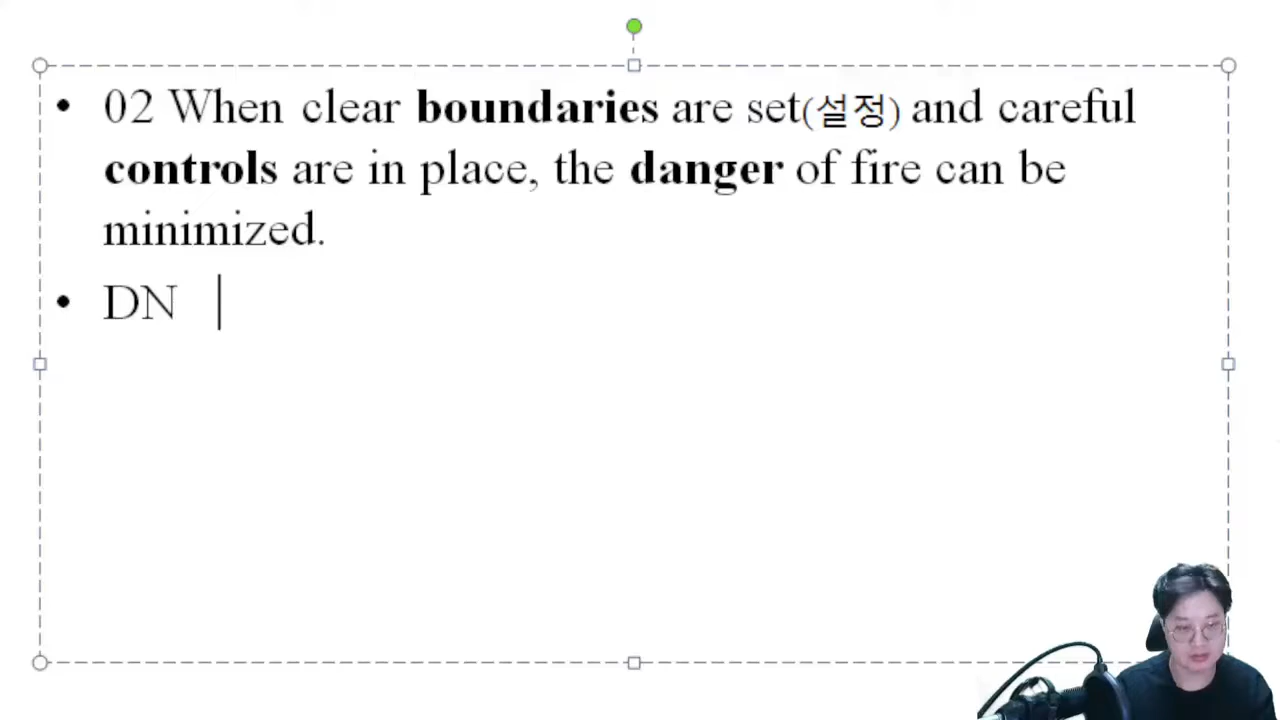 • 02 When clear boundaries are set(설정) and careful
controls are in place, the danger of fire can be
minimized.
• DN